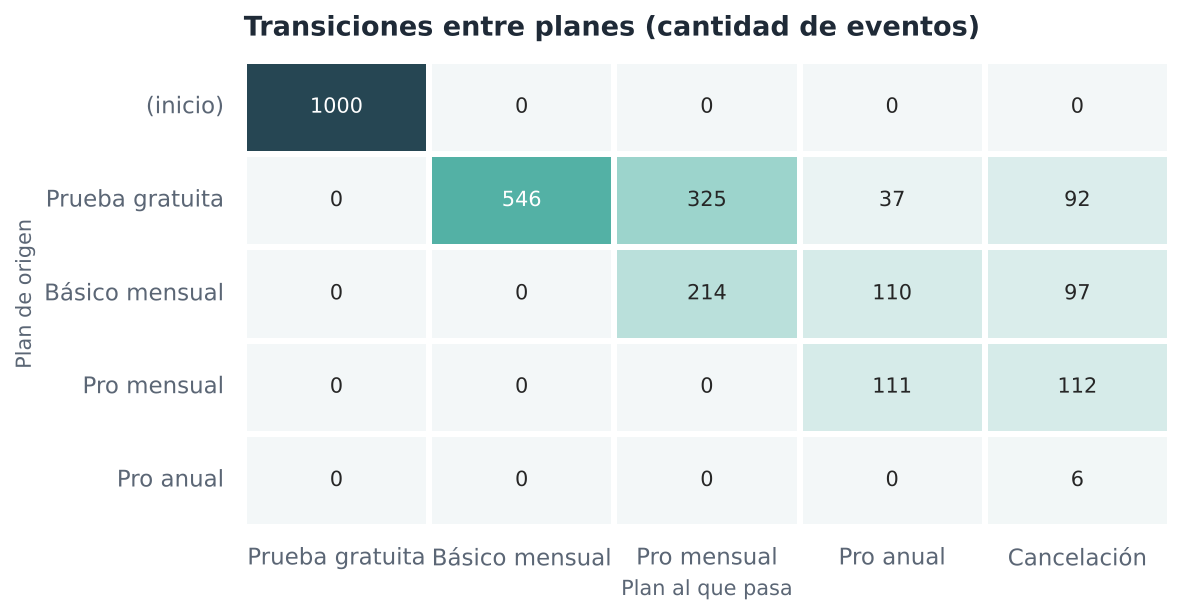 Transiciones entre planes (cantidad de eventos)
(inicio) 1000 0 0 0 0
Prueba gratuita 0 546 325 37 92
Básico mensual 0 0 214 110 97
Pro mensual 0 0 0 111 112
Pro anual 0 0 0 0 6
Plan de origen
Prueba gratuita Básico mensual Pro mensual Pro anual Cancelación
Plan al que pasa